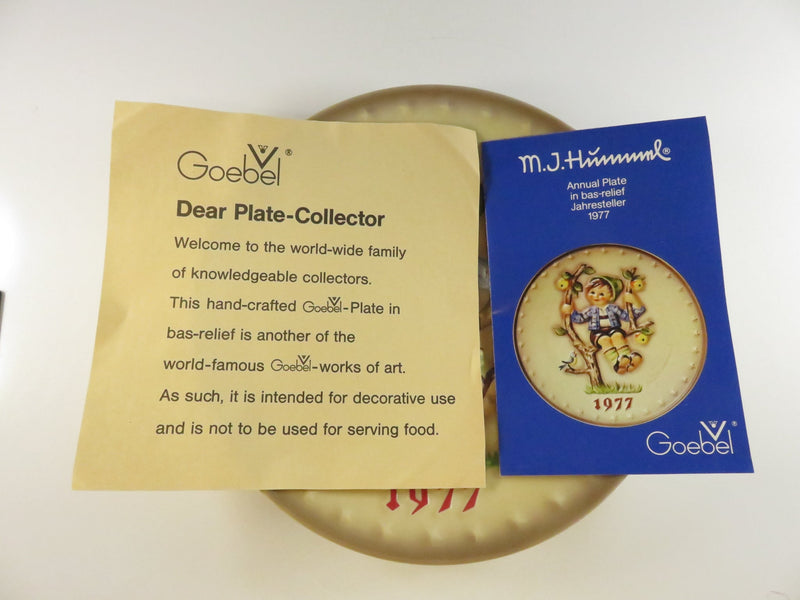 Goebel®
Dear Plate-Collector
Welcome to the world-wide family
of knowledgeable collectors.
This hand-crafted Goebel-Plate in
bas-relief is another of the
world-famous Goebel-works of art.
As such, it is intended for decorative use
and is not to be used for serving food.
M.J.Hummel®
Annual Plate
in bas-relief
Jahresteller
1977
1977
Goebel®
1977